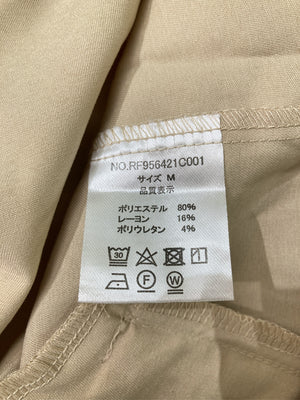 NO.RF956421C001
サイズ M
品質表示
ポリエステル 80%
レーヨン 16%
ポリウレタン 4%
30
F W